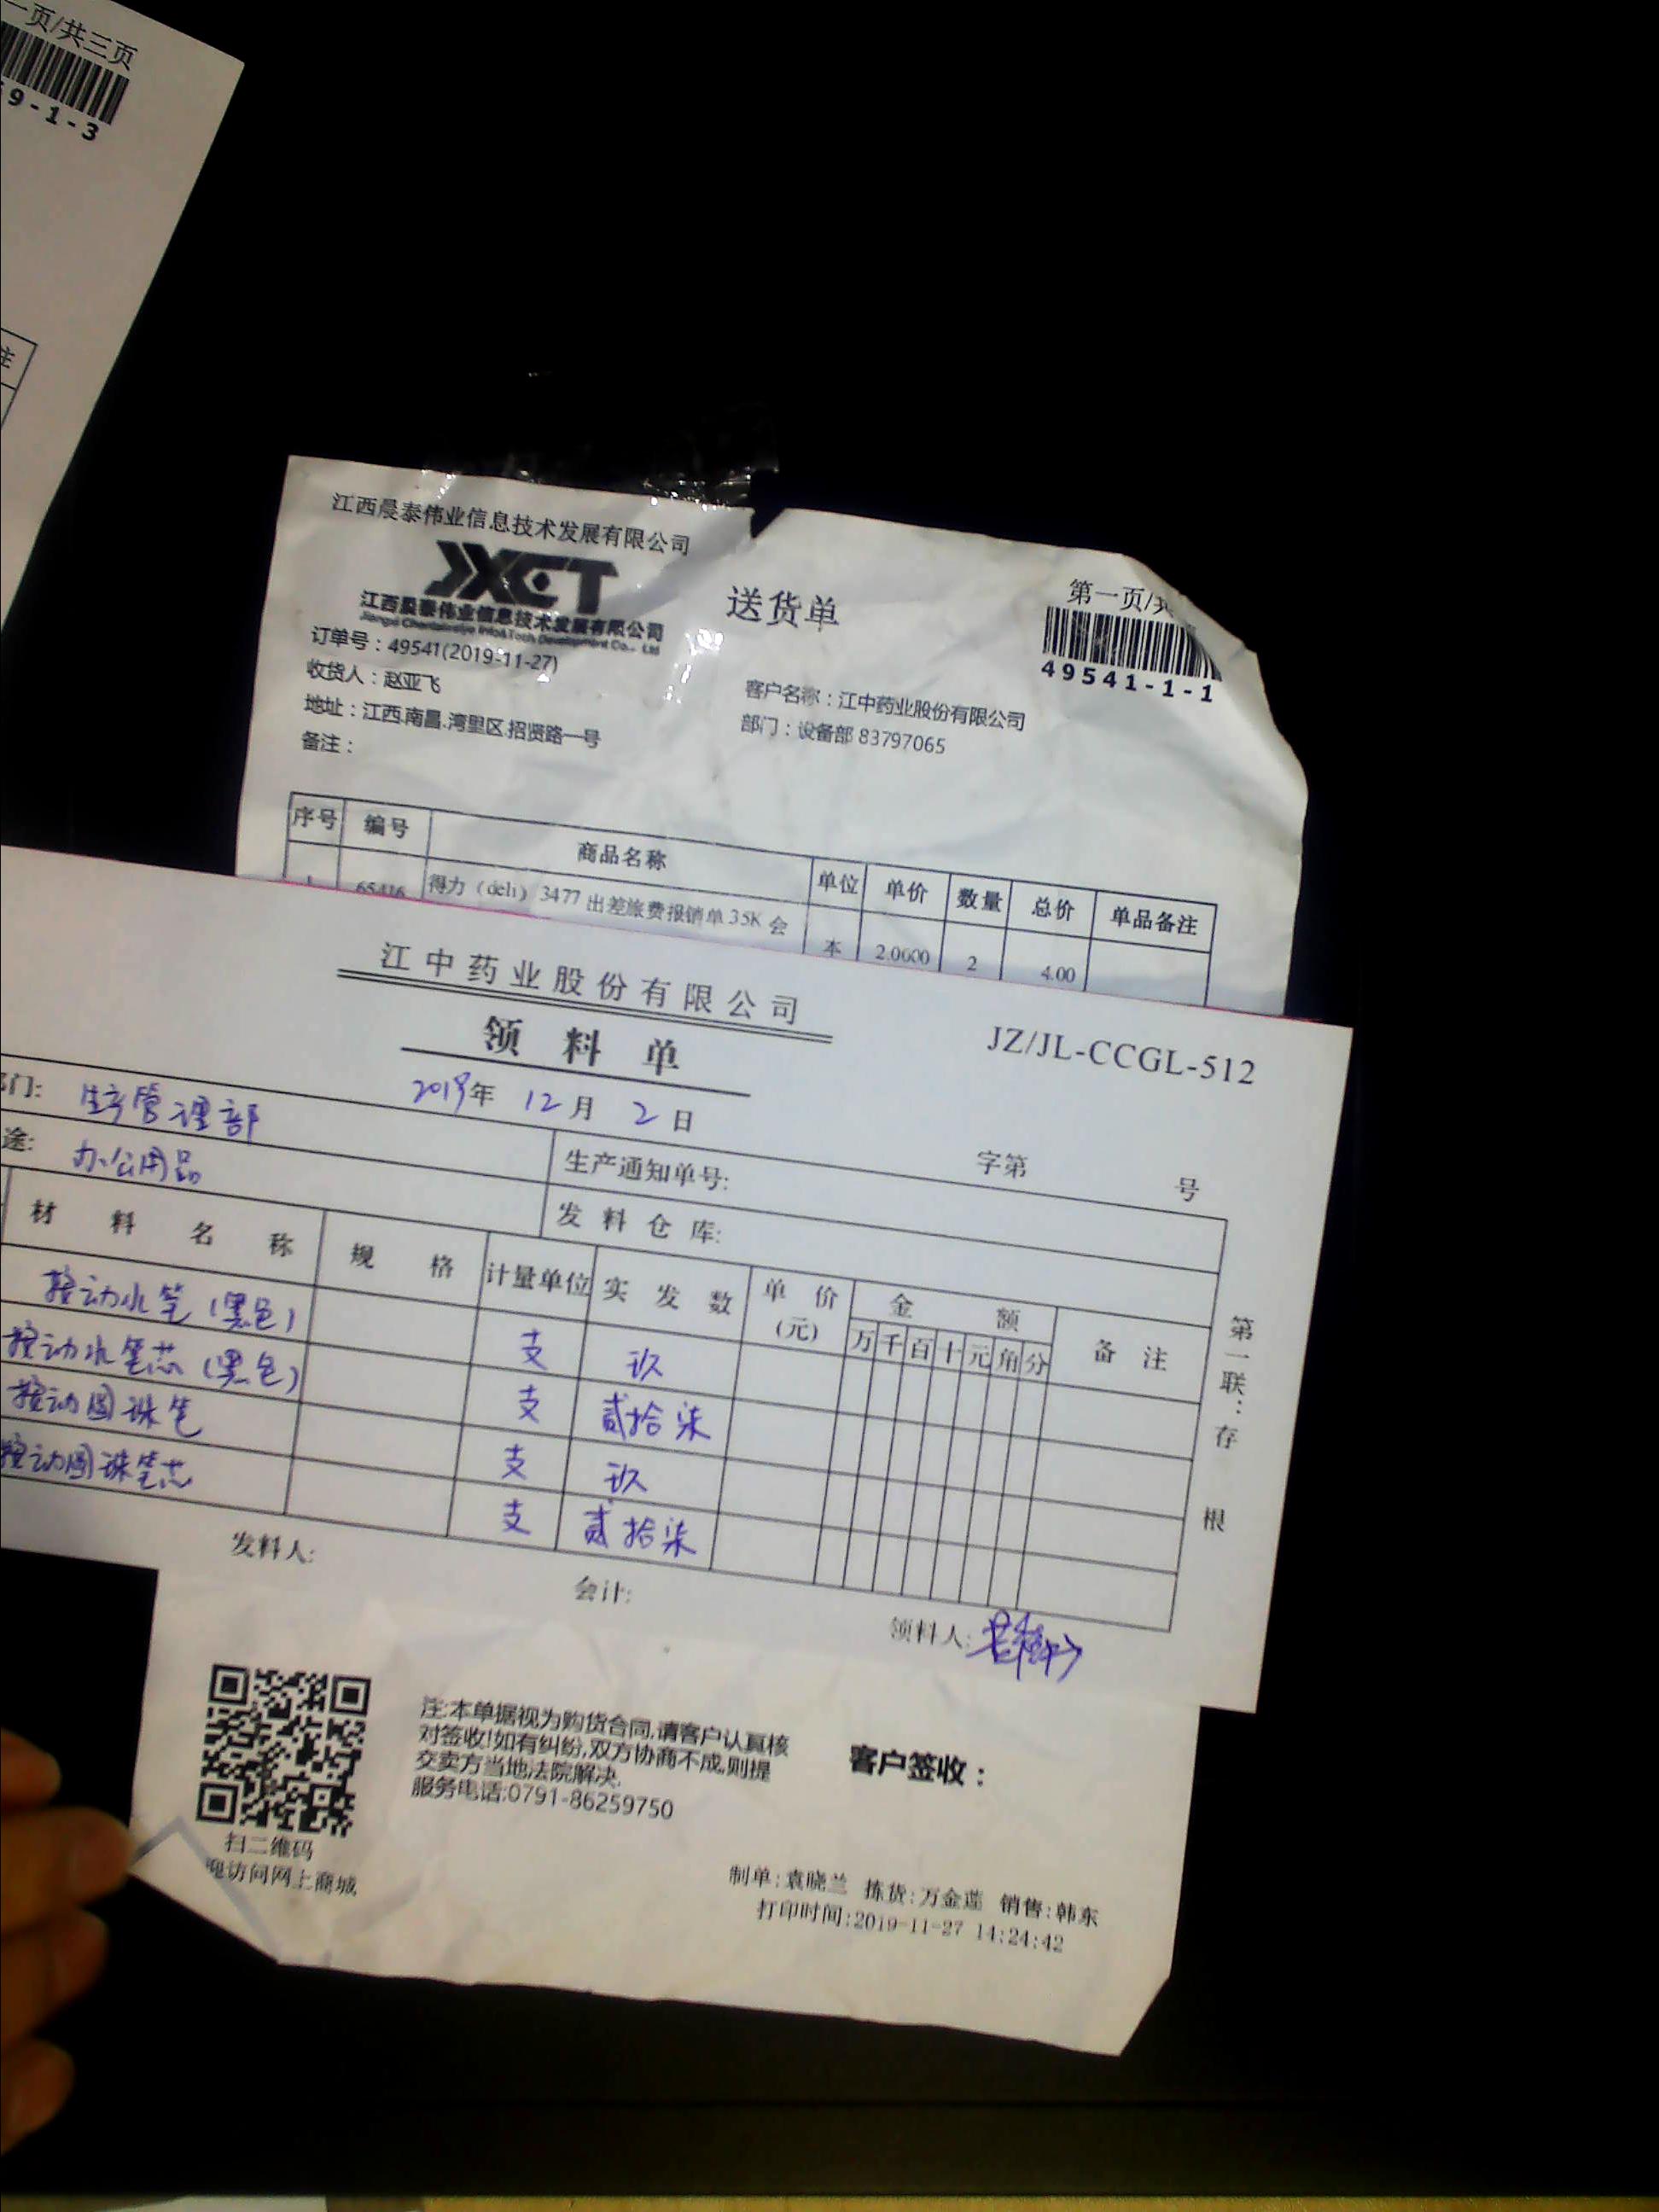 一页/共三页
9-1-3
注
江西晨泰伟业信息技术发展有限公司
JXCT
江西晨泰伟业信息技术发展有限公司
送货单
第一页/共
49541-1-1
订单号：49541(2019-11-27)
收货人：赵亚飞
客户名称：江中药业股份有限公司
地址：江西.南昌.湾里区.招贤路一号
部门：设备部 83797065
备注：
序号 编号 商品名称 单位 单价 数量 总价 单品备注
1 65416 得力（deli）3477 出差旅费报销单 35K 会 本 2.0600 2 4.00
江中药业股份有限公司
领料单
JZ/JL-CCGL-512
2019年 12月 2日
部门: 生产管理部
字第 号
途: 办公用品
生产通知单号:
发料仓库:
材料名称 规格 计量单位 实发数 单价(元) 金额 备注
万 千 百 十 元 角 分
按动水笔（黑色） 支 玖
按动水笔芯（黑色） 支 贰拾柒
按动圆珠笔 支 玖
按动圆珠笔芯 支 贰拾柒
第一联：存根
发料人: 会计: 领料人:
注:本单据视为购货合同,请客户认真核
对签收!如有纠纷,双方协商不成,则提
交卖方当地法院解决.
服务电话:0791-86259750
客户签收：
扫二维码
迎访问网上商城
制单:袁晓兰 拣货:万金莲 销售:韩东
打印时间:2019-11-27 14:24:42